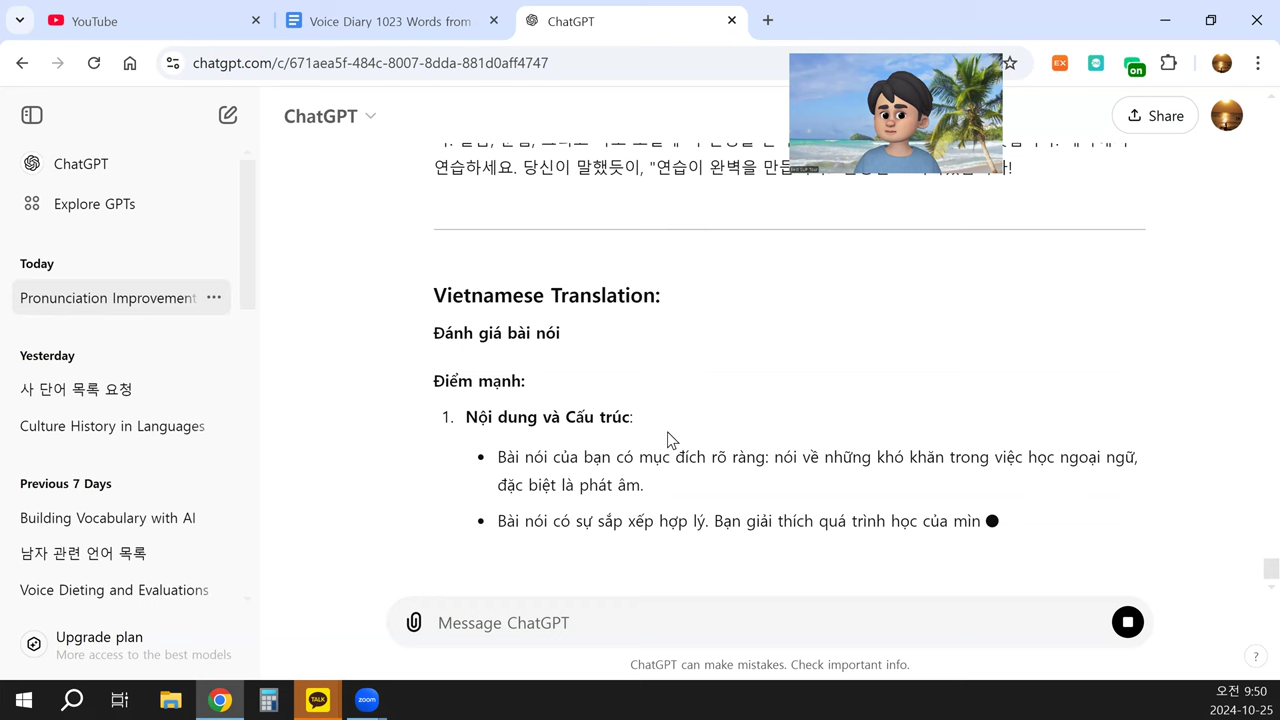 YouTube
Voice Diary 1023 Words from
ChatGPT
chatgpt.com/c/671aea5f-484c-8007-8dda-881d0aff4747
EX
on
ChatGPT
Share
ChatGPT
Explore GPTs
Today
Pronunciation Improvement
Yesterday
사 단어 목록 요청
Culture History in Languages
Previous 7 Days
Building Vocabulary with AI
남자 관련 언어 목록
Voice Dieting and Evaluations
Upgrade plan
More access to the best models
연습하세요. 당신이 말했듯이, "연습이 완벽을
Vietnamese Translation:
Đánh giá bài nói
Điểm mạnh:
1. Nội dung và Cấu trúc:
• Bài nói của bạn có mục đích rõ ràng: nói về những khó khăn trong việc học ngoại ngữ,
đặc biệt là phát âm.
• Bài nói có sự sắp xếp hợp lý. Bạn giải thích quá trình học của mìn
Message ChatGPT
ChatGPT can make mistakes. Check important info.
?
TALK
zoom
오전 9:50
2024-10-25